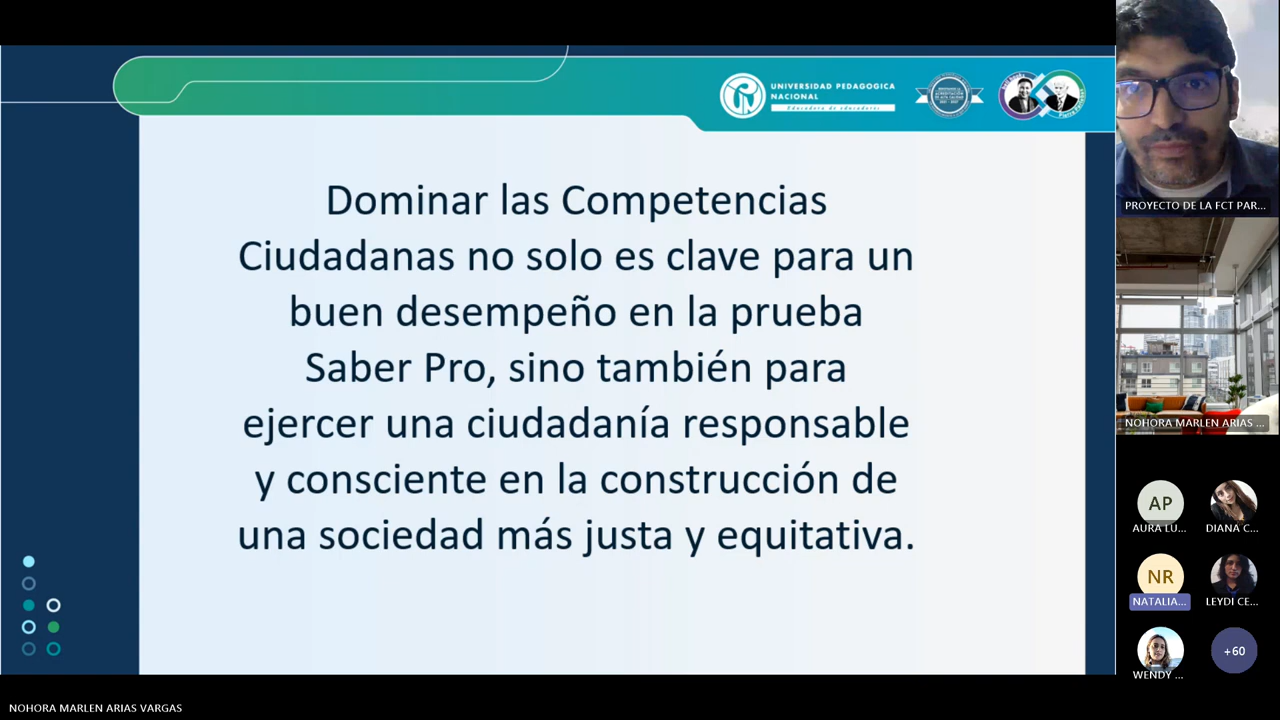 UNIVERSIDAD PEDAGOGICA
NACIONAL
Educadora de educadores
Dominar las Competencias
Ciudadanas no solo es clave para un
buen desempeño en la prueba
Saber Pro, sino también para
ejercer una ciudadanía responsable
y consciente en la construcción de
una sociedad más justa y equitativa.
PROYECTO DE LA FCT PAR...
NOHORA MARLEN ARIAS ...
AP
AURA LU...
DIANA C...
NR
NATALIA...
LEYDI CE...
WENDY ...
+60
NOHORA MARLEN ARIAS VARGAS